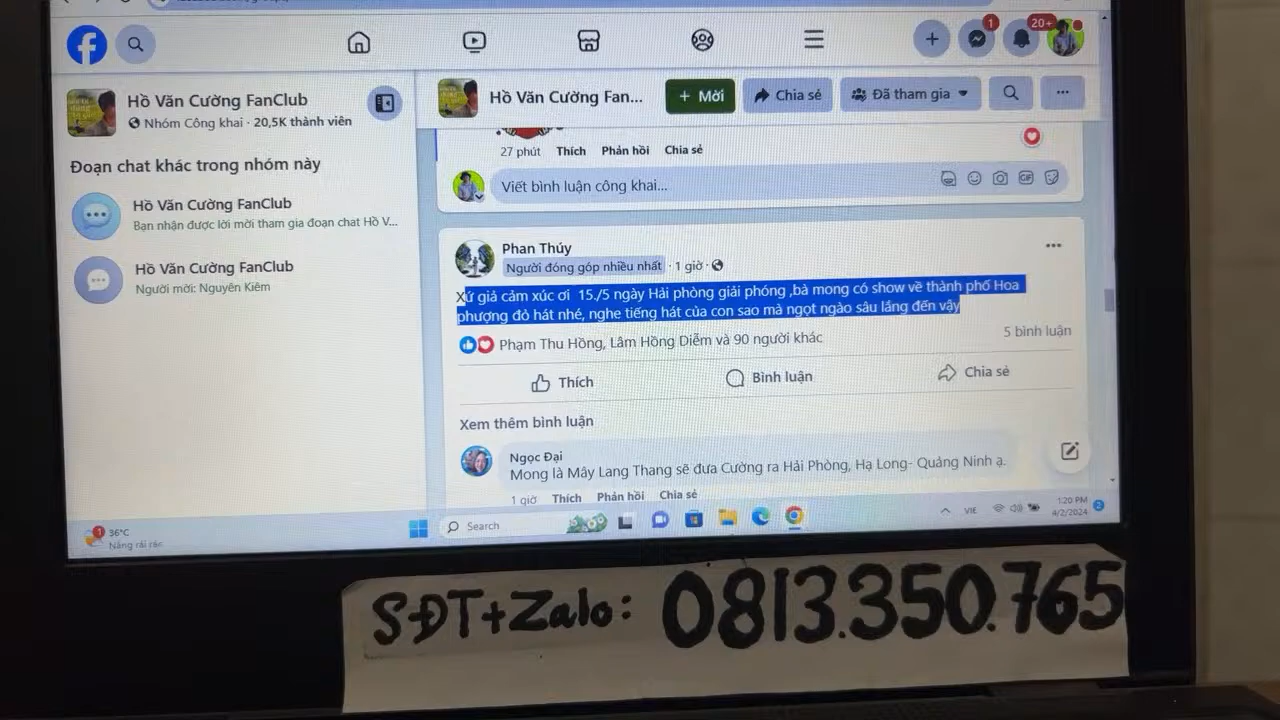 1
20+
Hồ Văn Cường FanClub
Nhóm Công khai · 20,5K thành viên
Đoạn chat khác trong nhóm này
Hồ Văn Cường FanClub
Bạn nhận được lời mời tham gia đoạn chat Hồ V...
Hồ Văn Cường FanClub
Người mới: Nguyên Kiêm
Hồ Văn Cường Fan...
+ Mời
Chia sẻ
Đã tham gia
27 phút Thích Phản hồi Chia sẻ
Viết bình luận công khai...
GIF
Phan Thúy
Người đóng góp nhiều nhất · 1 giờ ·
Xứ giả cảm xúc ơi 15./5 ngày Hải phòng giải phóng ,bà mong có show về thành phố Hoa
phượng đỏ hát nhé, nghe tiếng hát của con sao mà ngọt ngào sâu lắng đến vậy
Phạm Thu Hồng, Lâm Hồng Diễm và 90 người khác
5 bình luận
Thích
Bình luận
Chia sẻ
Xem thêm bình luận
Ngọc Đại
Mong là Mây Lang Thang sẽ đưa Cường ra Hải Phòng, Hạ Long- Quảng Ninh ạ.
1 giờ Thích Phản hồi Chia sẻ
1
36°C
Nắng rải rác
Search
VIE
1:20 PM
4/2/2024
2
SĐT+Zalo: 0813.350.765